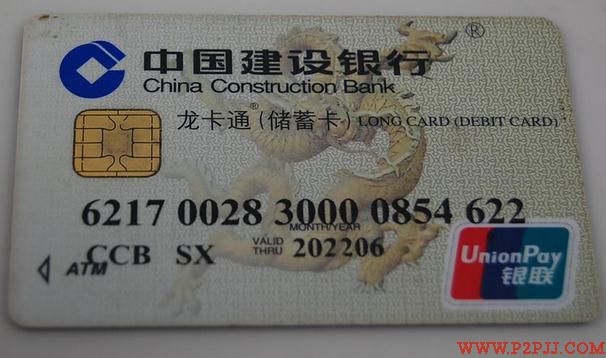 中国建设银行®
China Construction Bank
龙卡通®(储蓄卡) LONG CARD (DEBIT CARD)
6217 0028 3000 0854 622
MONTH/YEAR
CCB SX VALID THRU 202206
ATM
UnionPay
银联
WWW.P2PJJ.COM